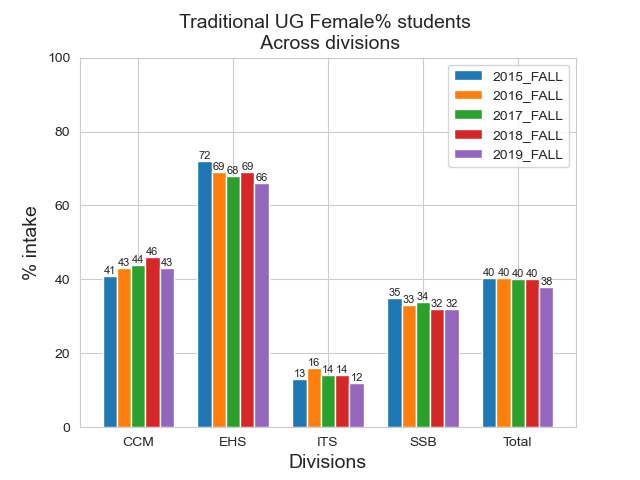 Traditional UG Female% students
Across divisions
100
80
60
40
20
0
% intake
2015_FALL
2016_FALL
2017_FALL
2018_FALL
2019_FALL
41 43 44 46 43
72 69 68 69 66
13 16 14 14 12
35 33 34 32 32
40 40 40 40 38
CCM EHS ITS SSB Total
Divisions